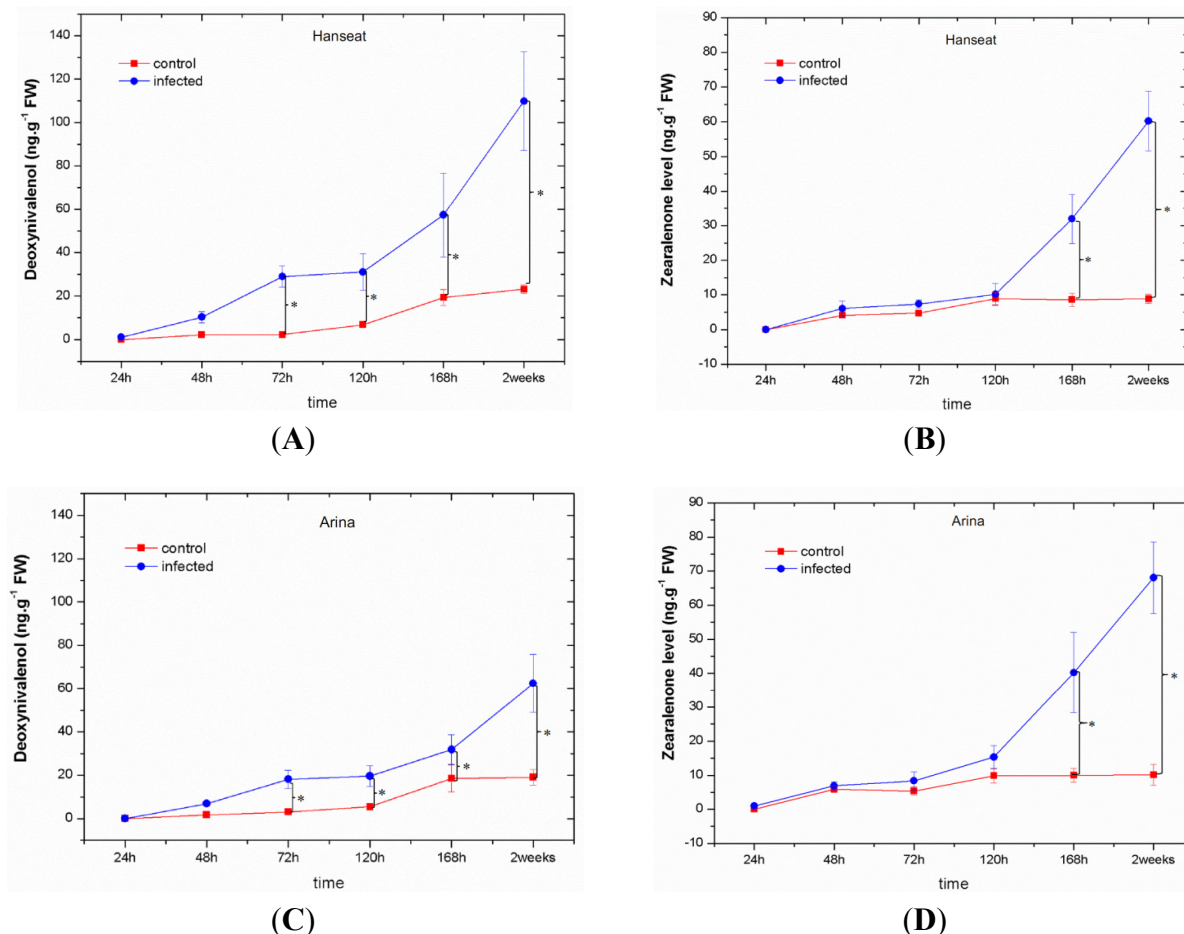 Hanseat
control
infected
Deoxynivalenol (ng.g⁻¹ FW)
140
120
100
80
60
40
20
0
24h 48h 72h 120h 168h 2weeks
time
* * * *
(A)
Hanseat
control
infected
Zearalenone level (ng.g⁻¹ FW)
90
80
70
60
50
40
30
20
10
0
-10
24h 48h 72h 120h 168h 2weeks
time
* *
(B)
Arina
control
infected
Deoxynivalenol (ng.g⁻¹ FW)
140
120
100
80
60
40
20
0
24h 48h 72h 120h 168h 2weeks
time
* * * *
(C)
Arina
control
infected
Zearalenone level (ng.g⁻¹ FW)
90
80
70
60
50
40
30
20
10
0
-10
24h 48h 72h 120h 168h 2weeks
time
* *
(D)